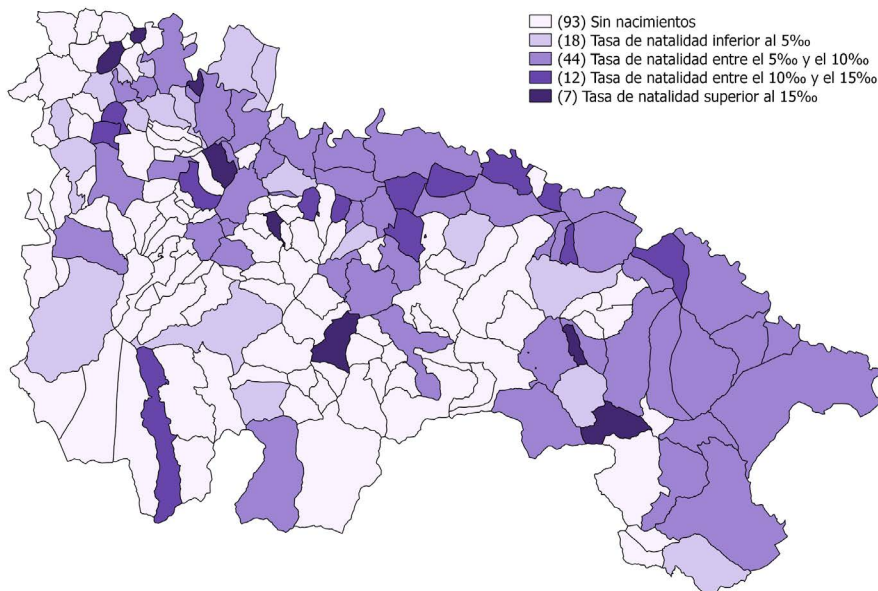 (93) Sin nacimientos
(18) Tasa de natalidad inferior al 5‰
(44) Tasa de natalidad entre el 5‰ y el 10‰
(12) Tasa de natalidad entre el 10‰ y el 15‰
(7) Tasa de natalidad superior al 15‰